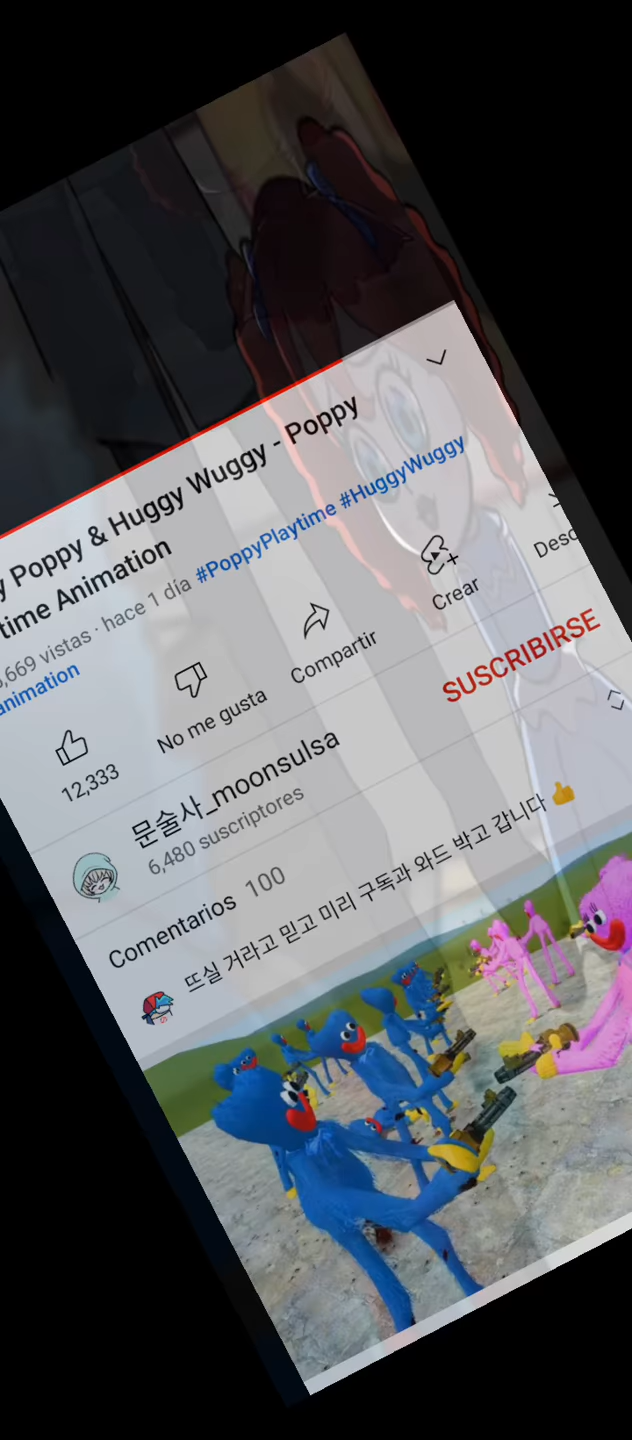 y Poppy & Huggy Wuggy - Poppy
time Animation
,669 vistas · hace 1 día #PoppyPlaytime #HuggyWuggy
animation
12,333
No me gusta
Compartir
Crear
Desc
문술사_moonsulsa
6,480 suscriptores
SUSCRIBIRSE
Comentarios 100
뜨실 거라고 믿고 미리 구독과 와드 박고 갑니다 👍